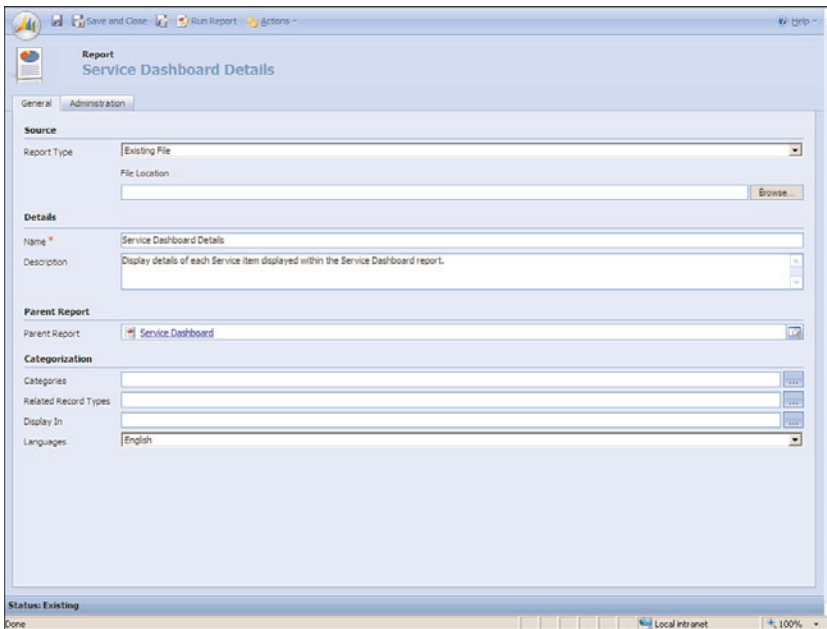 Save and Close Run Report Actions Help
Report
Service Dashboard Details
General Administration
Source
Report Type Existing File
File Location
Browse...
Details
Name * Service Dashboard Details
Description Display details of each Service item displayed within the Service Dashboard report.
Parent Report
Parent Report Service Dashboard
Categorization
Categories ...
Related Record Types ...
Display In ...
Languages English
Status: Existing
Done Local intranet 100%